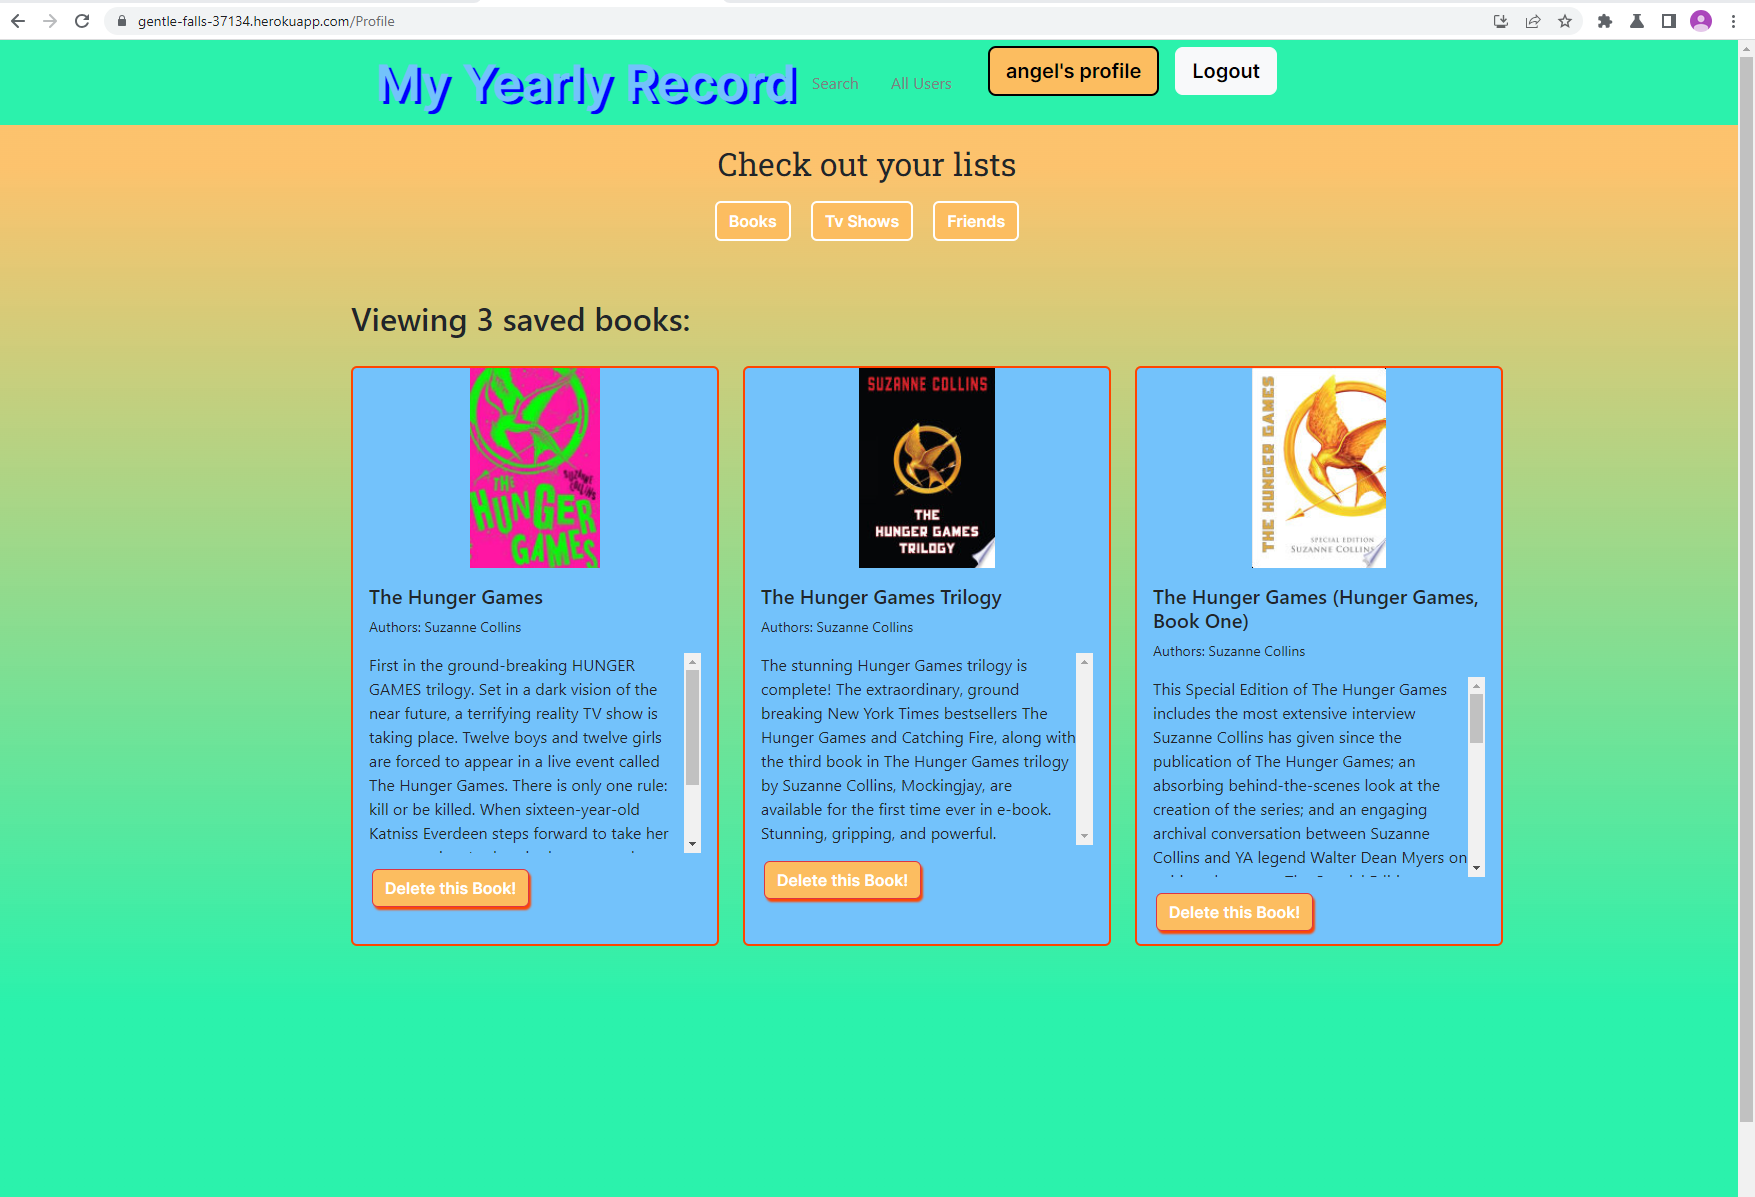 gentle-falls-37134.herokuapp.com/Profile
My Yearly Record
Search
All Users
angel's profile
Logout
Check out your lists
Books
Tv Shows
Friends
Viewing 3 saved books:
THE
HUNGER
GAMES
SUZANNE
COLLINS
The Hunger Games
Authors: Suzanne Collins
First in the ground-breaking HUNGER
GAMES trilogy. Set in a dark vision of the
near future, a terrifying reality TV show is
taking place. Twelve boys and twelve girls
are forced to appear in a live event called
The Hunger Games. There is only one rule:
kill or be killed. When sixteen-year-old
Katniss Everdeen steps forward to take her
Delete this Book!
SUZANNE COLLINS
THE
HUNGER GAMES
TRILOGY
The Hunger Games Trilogy
Authors: Suzanne Collins
The stunning Hunger Games trilogy is
complete! The extraordinary, ground
breaking New York Times bestsellers The
Hunger Games and Catching Fire, along with
the third book in The Hunger Games trilogy
by Suzanne Collins, Mockingjay, are
available for the first time ever in e-book.
Stunning, gripping, and powerful.
Delete this Book!
THE HUNGER GAMES
SPECIAL EDITION
SUZANNE COLLINS
The Hunger Games (Hunger Games,
Book One)
Authors: Suzanne Collins
This Special Edition of The Hunger Games
includes the most extensive interview
Suzanne Collins has given since the
publication of The Hunger Games; an
absorbing behind-the-scenes look at the
creation of the series; and an engaging
archival conversation between Suzanne
Collins and YA legend Walter Dean Myers on
Delete this Book!